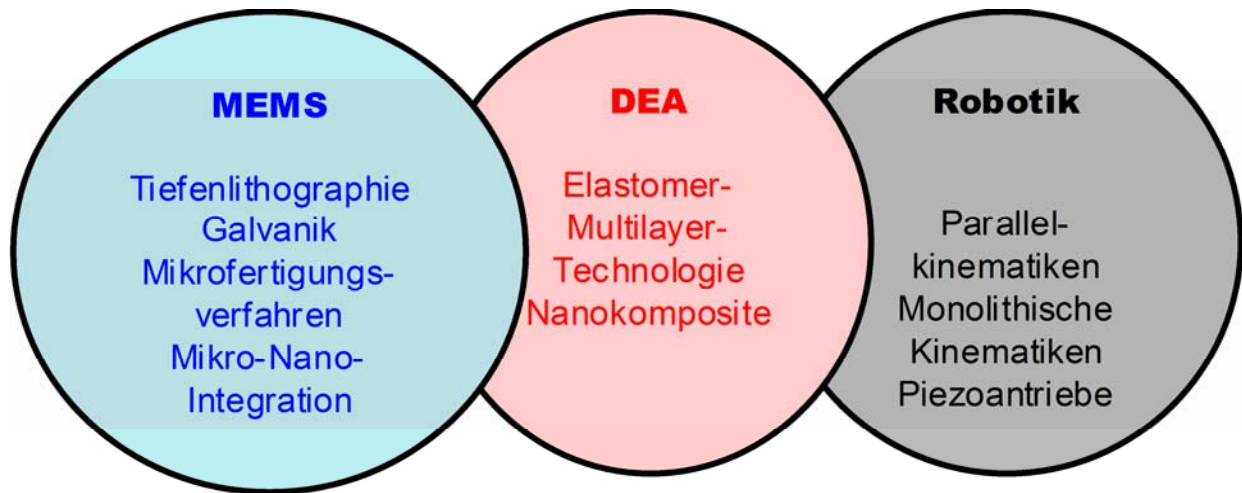 MEMS
Tiefenlithographie
Galvanik
Mikrofertigungs-
verfahren
Mikro-Nano-
Integration
DEA
Elastomer-
Multilayer-
Technologie
Nanokomposite
Robotik
Parallel-
kinematiken
Monolithische
Kinematiken
Piezoantriebe